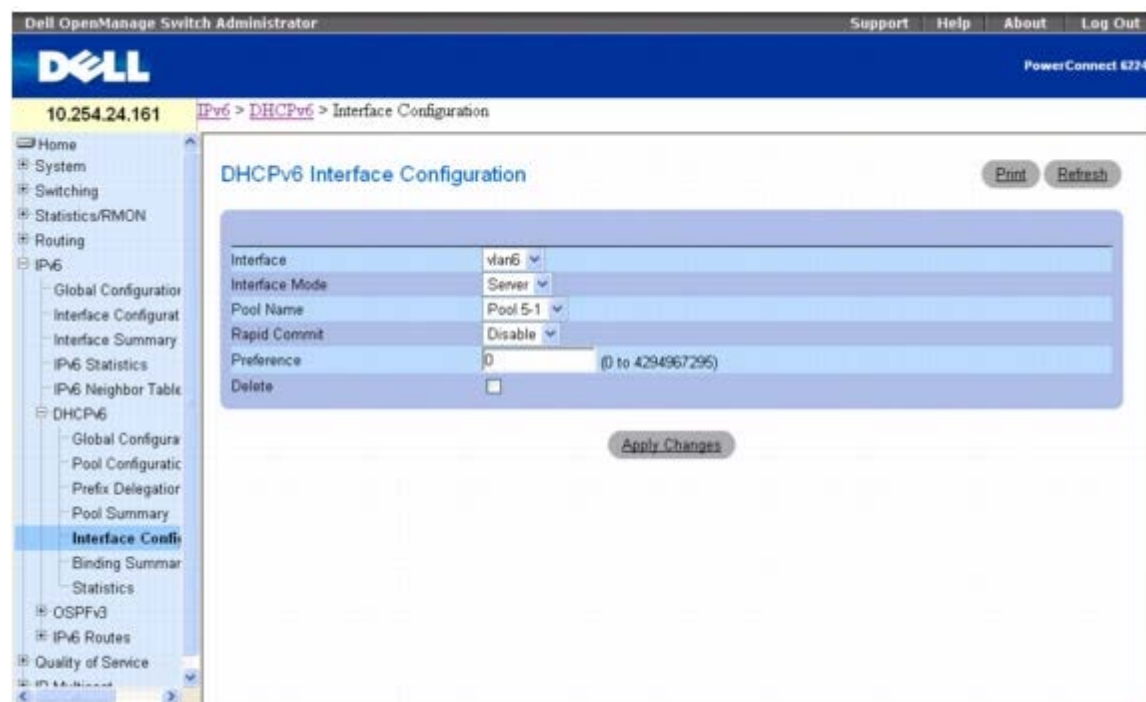 Dell OpenManage Switch Administrator
Support Help About Log Out
DELL
PowerConnect 6224
10.254.24.161
IPv6 > DHCPv6 > Interface Configuration
Home
System
Switching
Statistics/RMON
Routing
IPv6
Global Configuration
Interface Configurat
Interface Summary
IPv6 Statistics
IPv6 Neighbor Table
DHCPv6
Global Configura
Pool Configuratic
Prefix Delegation
Pool Summary
Interface Confi
Binding Summar
Statistics
OSPFv3
IPv6 Routes
Quality of Service
DHCPv6 Interface Configuration
Print Refresh
Interface vlan6
Interface Mode Server
Pool Name Pool 5-1
Rapid Commit Disable
Preference 0 (0 to 4294967295)
Delete
Apply Changes